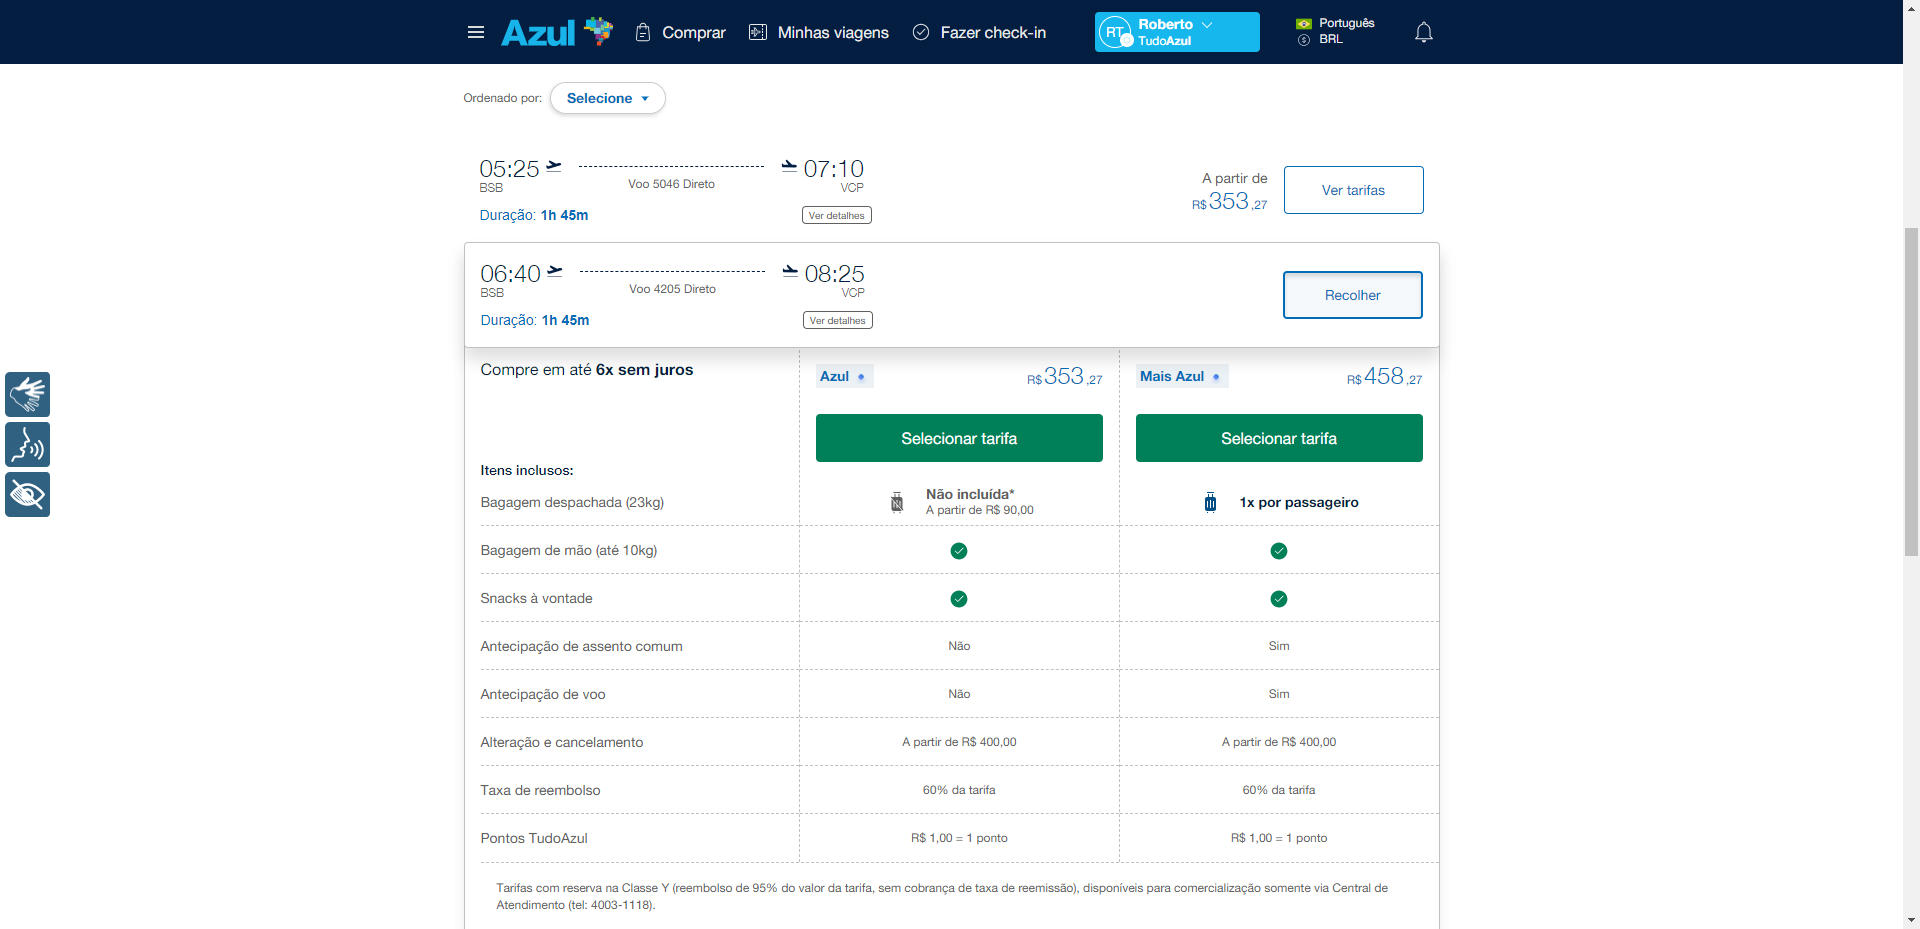 Azul
Comprar
Minhas viagens
Fazer check-in
RT
Roberto
TudoAzul
Português
BRL
Ordenado por:
Selecione
05:25
07:10
BSB
Voo 5046 Direto
VCP
Duração: 1h 45m
Ver detalhes
A partir de
R$ 353 ,27
Ver tarifas
06:40
08:25
BSB
Voo 4205 Direto
VCP
Duração: 1h 45m
Ver detalhes
Recolher
Compre em até 6x sem juros
Azul
R$ 353 ,27
Mais Azul
R$ 458 ,27
Selecionar tarifa
Selecionar tarifa
Itens inclusos:
Bagagem despachada (23kg)
Não incluída*
A partir de R$ 90,00
1x por passageiro
Bagagem de mão (até 10kg)
Snacks à vontade
Antecipação de assento comum
Não
Sim
Antecipação de voo
Não
Sim
Alteração e cancelamento
A partir de R$ 400,00
A partir de R$ 400,00
Taxa de reembolso
60% da tarifa
60% da tarifa
Pontos TudoAzul
R$ 1,00 = 1 ponto
R$ 1,00 = 1 ponto
Tarifas com reserva na Classe Y (reembolso de 95% do valor da tarifa, sem cobrança de taxa de reemissão), disponíveis para comercialização somente via Central de
Atendimento (tel: 4003-1118).